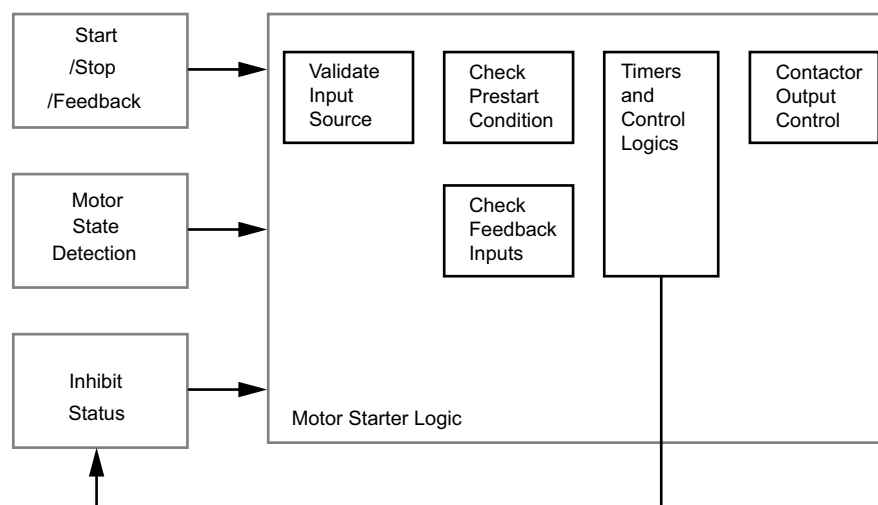 Start
/Stop
/Feedback
Motor
State
Detection
Inhibit
Status
Validate
Input
Source
Check
Prestart
Condition
Check
Feedback
Inputs
Timers
and
Control
Logics
Contactor
Output
Control
Motor Starter Logic